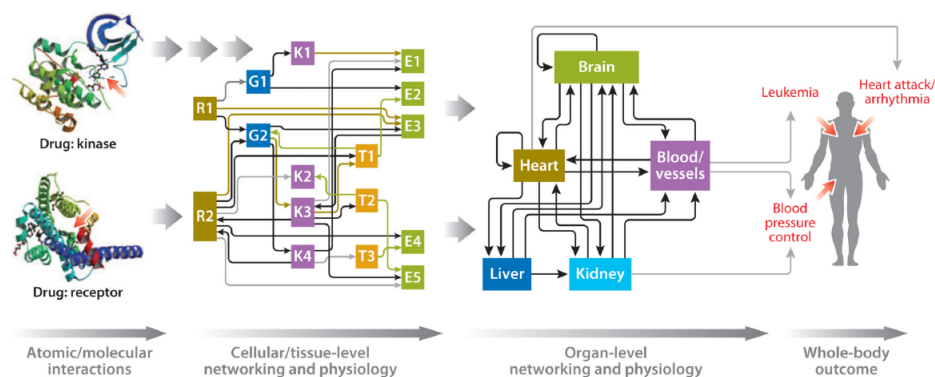 Drug: kinase
Drug: receptor
R1
R2
G1
G2
K1
K2
K3
K4
T1
T2
T3
E1
E2
E3
E4
E5
Brain
Heart
Blood/
vessels
Liver
Kidney
Leukemia
Heart attack/
arrhythmia
Blood
pressure
control
Atomic/molecular
interactions
Cellular/tissue-level
networking and physiology
Organ-level
networking and physiology
Whole-body
outcome